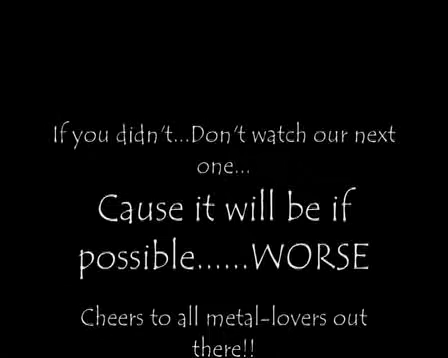 If you didn't...Don't watch our next
one...
Cause it will be if
possible......WORSE
Cheers to all metal-lovers out
there!!